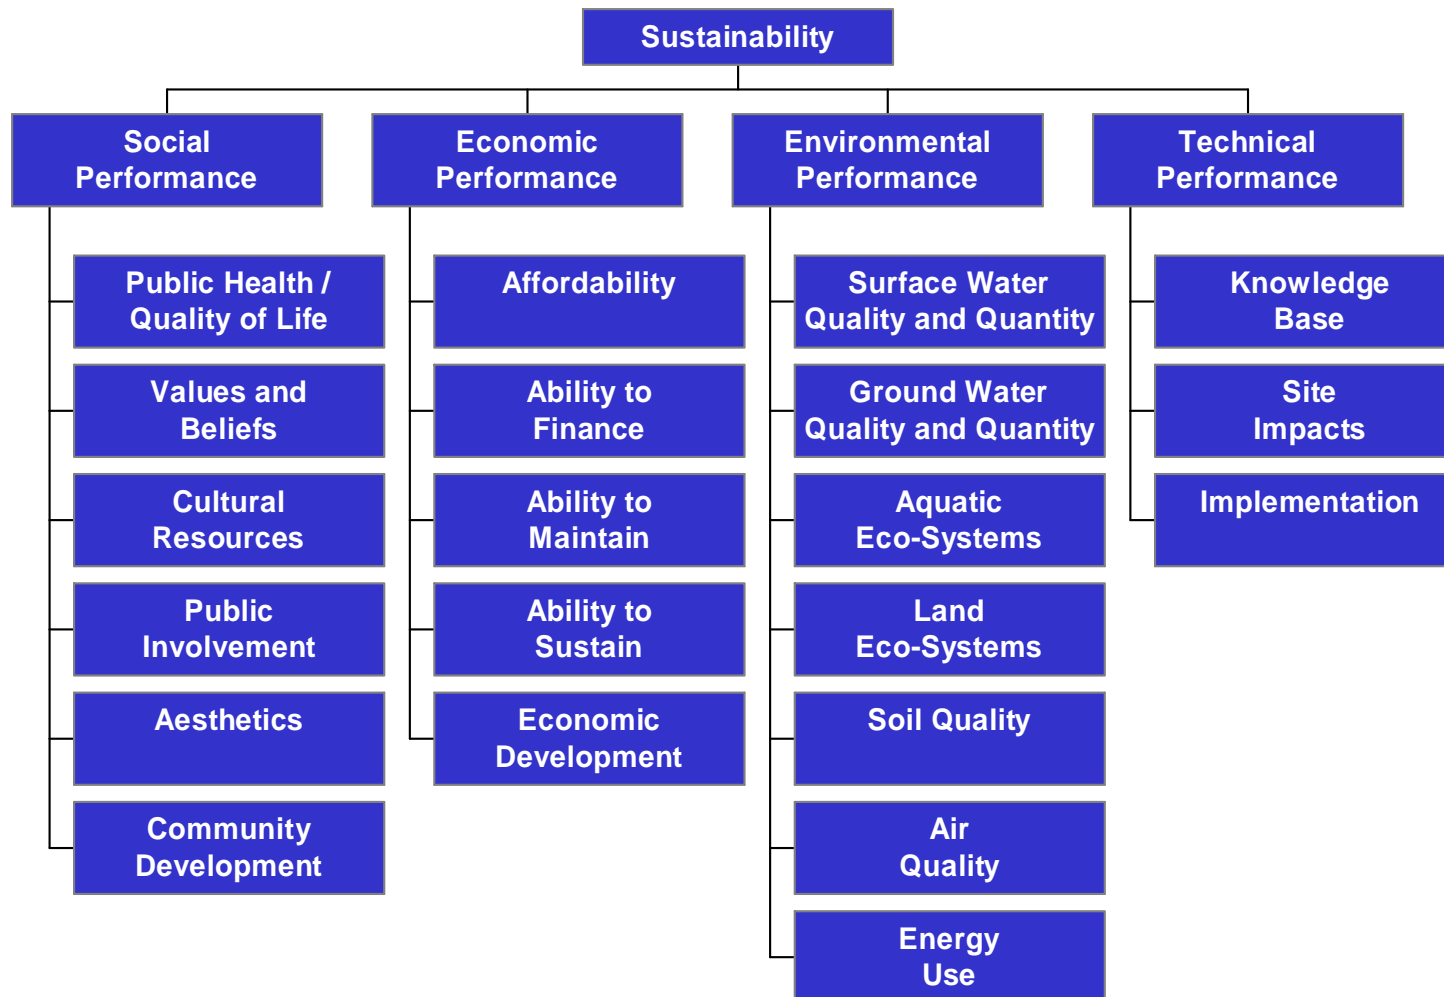 Sustainability
Social
Performance
Economic
Performance
Environmental
Performance
Technical
Performance
Public Health /
Quality of Life
Values and
Beliefs
Cultural
Resources
Public
Involvement
Aesthetics
Community
Development
Affordability
Ability to
Finance
Ability to
Maintain
Ability to
Sustain
Economic
Development
Surface Water
Quality and Quantity
Ground Water
Quality and Quantity
Aquatic
Eco-Systems
Land
Eco-Systems
Soil Quality
Air
Quality
Energy
Use
Knowledge
Base
Site
Impacts
Implementation